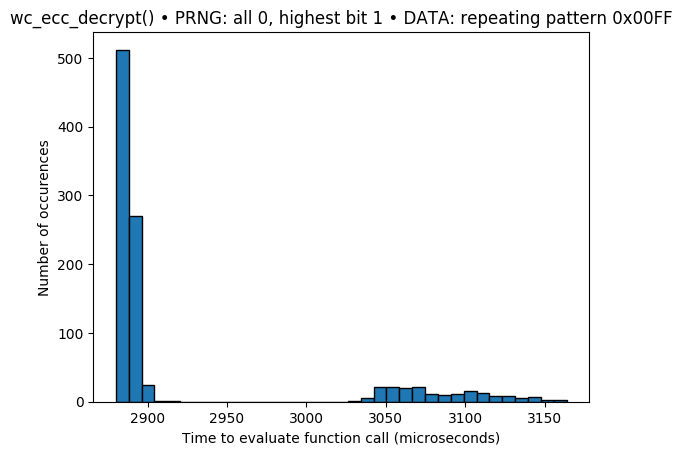 wc_ecc_decrypt() • PRNG: all 0, highest bit 1 • DATA: repeating pattern 0x00FF
500
400
300
200
100
0
Number of occurences
2900 2950 3000 3050 3100 3150
Time to evaluate function call (microseconds)